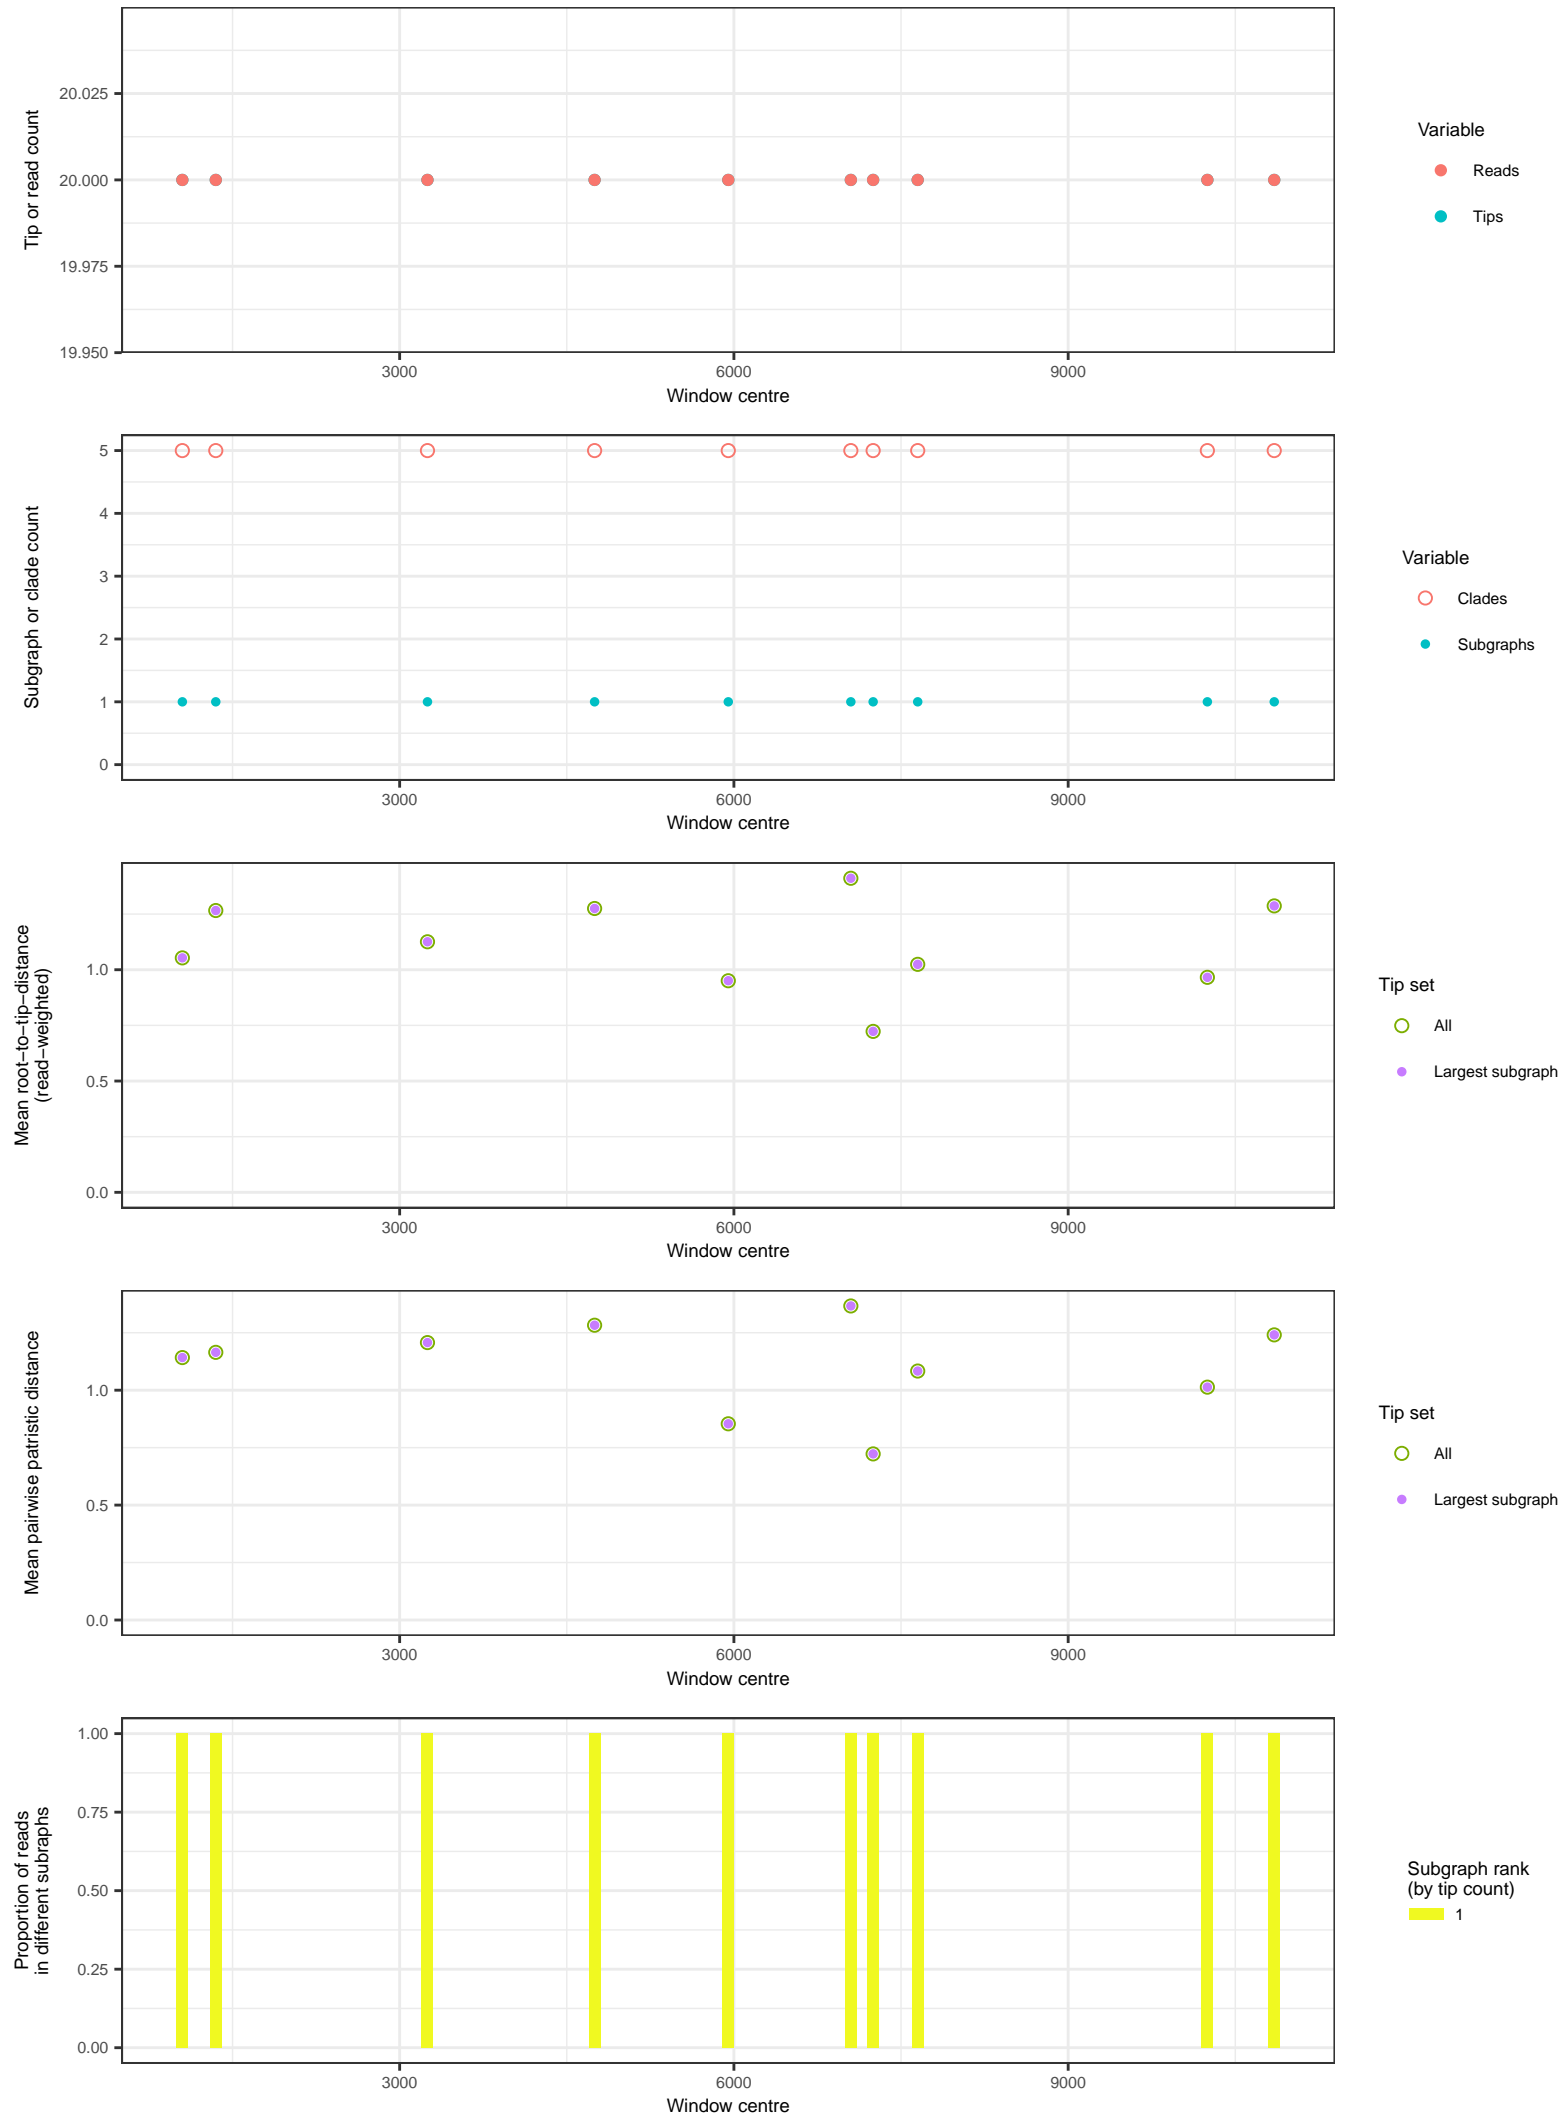 Tip or read count
20.025
20.000
19.975
19.950
3000
6000
9000
Window centre
Variable
Reads
Tips
Subgraph or clade count
5
4
3
2
1
0
3000
6000
9000
Window centre
Variable
Clades
Subgraphs
Mean root−to−tip−distance
(read−weighted)
1.0
0.5
0.0
3000
6000
9000
Window centre
Tip set
All
Largest subgraph
Mean pairwise patristic distance
1.0
0.5
0.0
3000
6000
9000
Window centre
Tip set
All
Largest subgraph
Proportion of reads
in different subraphs
1.00
0.75
0.50
0.25
0.00
3000
6000
9000
Window centre
Subgraph rank
(by tip count)
1